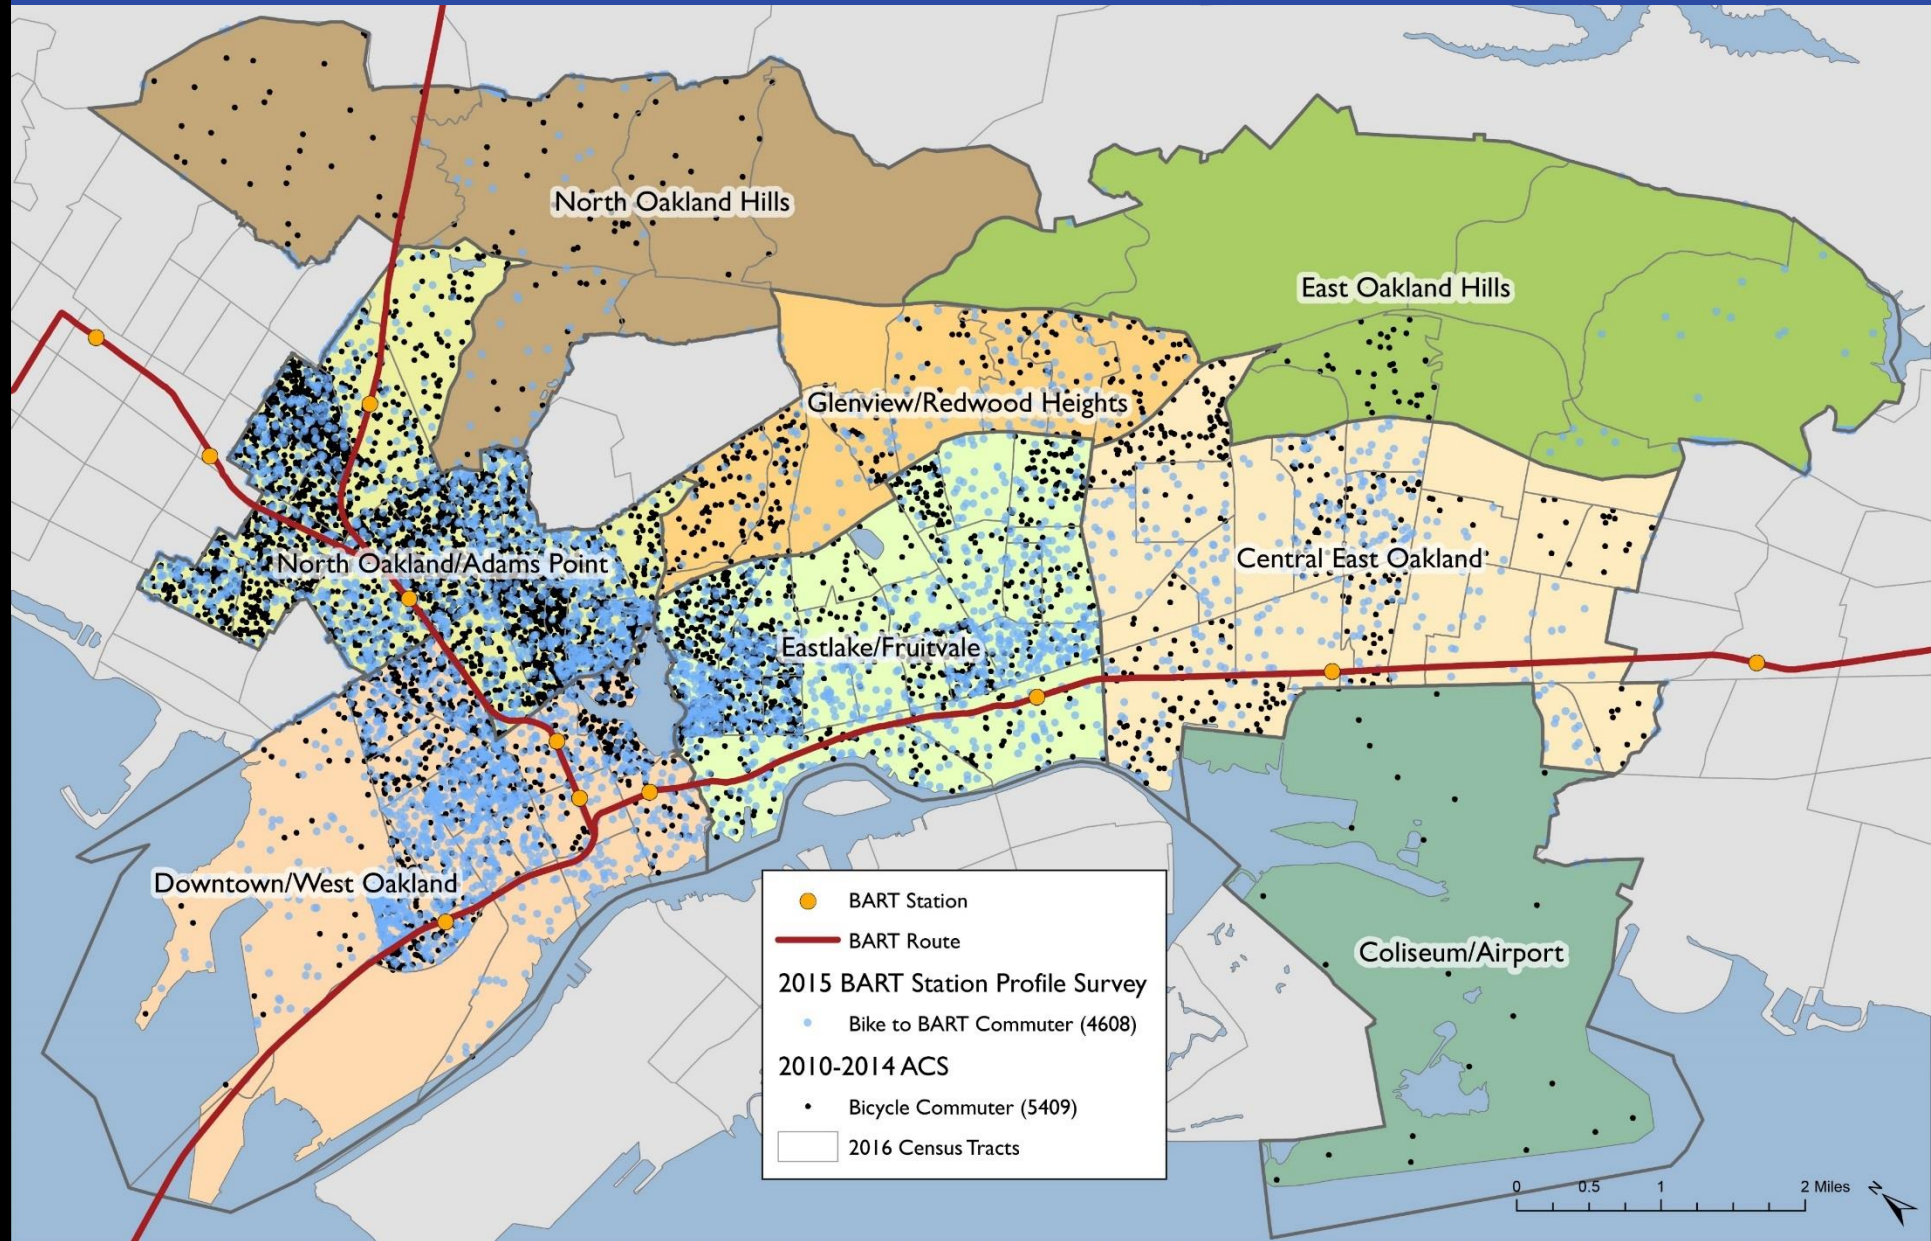 North Oakland Hills
East Oakland Hills
Glenview/Redwood Heights
North Oakland/Adams Point
Central East Oakland
Eastlake/Fruitvale
Downtown/West Oakland
Coliseum/Airport
BART Station
BART Route
2015 BART Station Profile Survey
Bike to BART Commuter (4608)
2010-2014 ACS
Bicycle Commuter (5409)
2016 Census Tracts
0 0.5 1 2 Miles
N